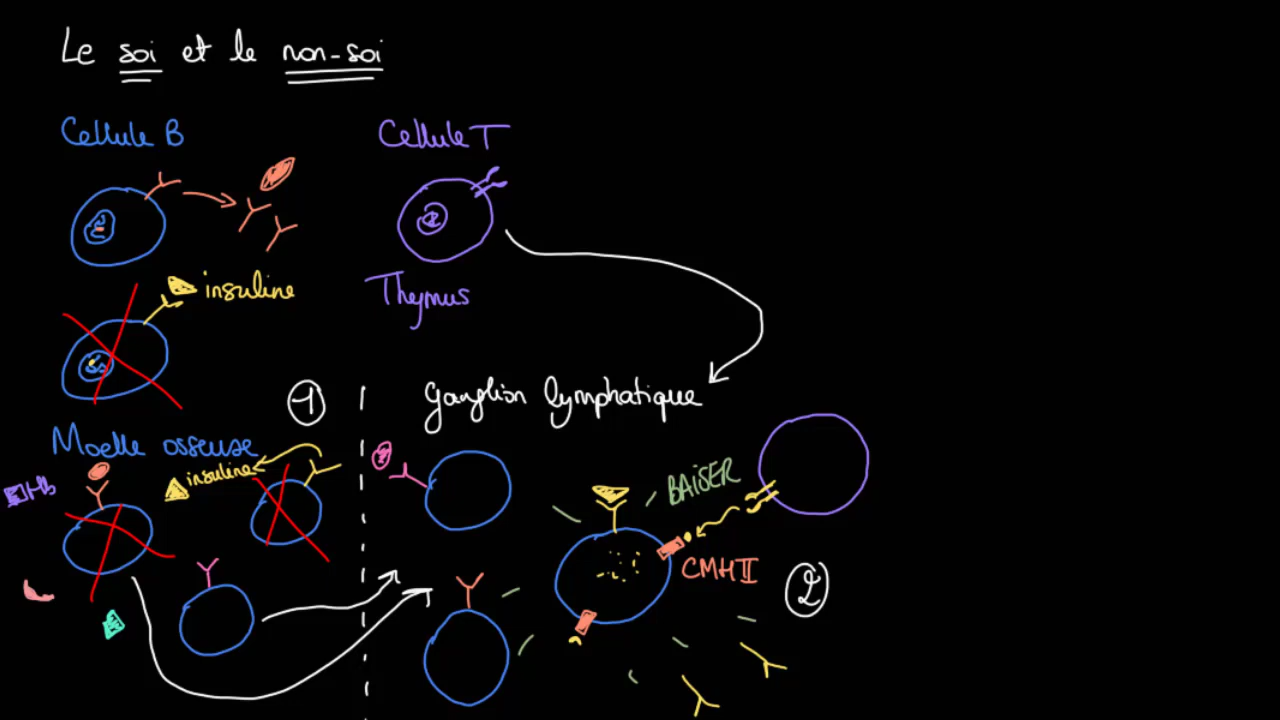 Le soi et le non-soi
Cellule B
Cellule T
insuline
Thymus
1
Ganglion lymphatique
Moelle osseuse
insuline
Hb
BAISER
CMH II
2